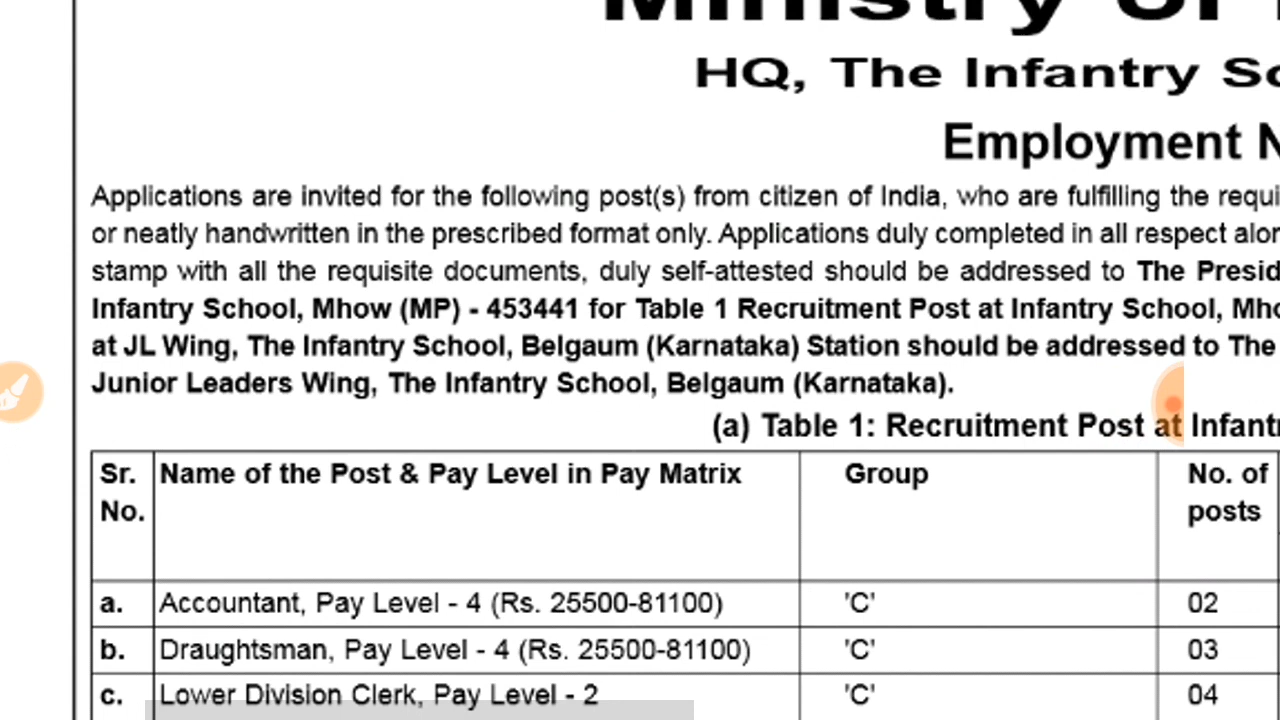 Ministry of
HQ, The Infantry Sc
Employment N
Applications are invited for the following post(s) from citizen of India, who are fulfilling the requi
or neatly handwritten in the prescribed format only. Applications duly completed in all respect alon
stamp with all the requisite documents, duly self-attested should be addressed to The Presid
Infantry School, Mhow (MP) - 453441 for Table 1 Recruitment Post at Infantry School, Mho
at JL Wing, The Infantry School, Belgaum (Karnataka) Station should be addressed to The
Junior Leaders Wing, The Infantry School, Belgaum (Karnataka).
(a) Table 1: Recruitment Post at Infant
Sr. No. Name of the Post & Pay Level in Pay Matrix Group No. of posts
a. Accountant, Pay Level - 4 (Rs. 25500-81100) 'C' 02
b. Draughtsman, Pay Level - 4 (Rs. 25500-81100) 'C' 03
c. Lower Division Clerk, Pay Level - 2 'C' 04